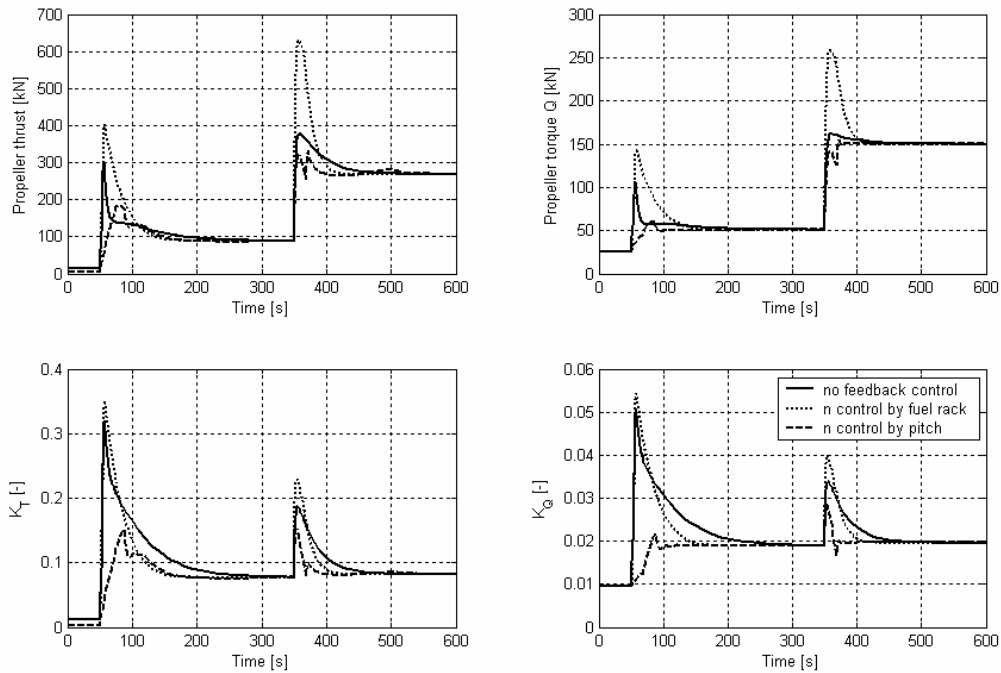 700
600
500
400
300
200
100
0
Propeller thrust [kN]
0 100 200 300 400 500 600
Time [s]
300
250
200
150
100
50
0
Propeller torque Q [kN]
0 100 200 300 400 500 600
Time [s]
0.4
0.3
0.2
0.1
0
K_T [-]
0 100 200 300 400 500 600
Time [s]
0.06
0.05
0.04
0.03
0.02
0.01
0
K_Q [-]
no feedback control
n control by fuel rack
n control by pitch
0 100 200 300 400 500 600
Time [s]